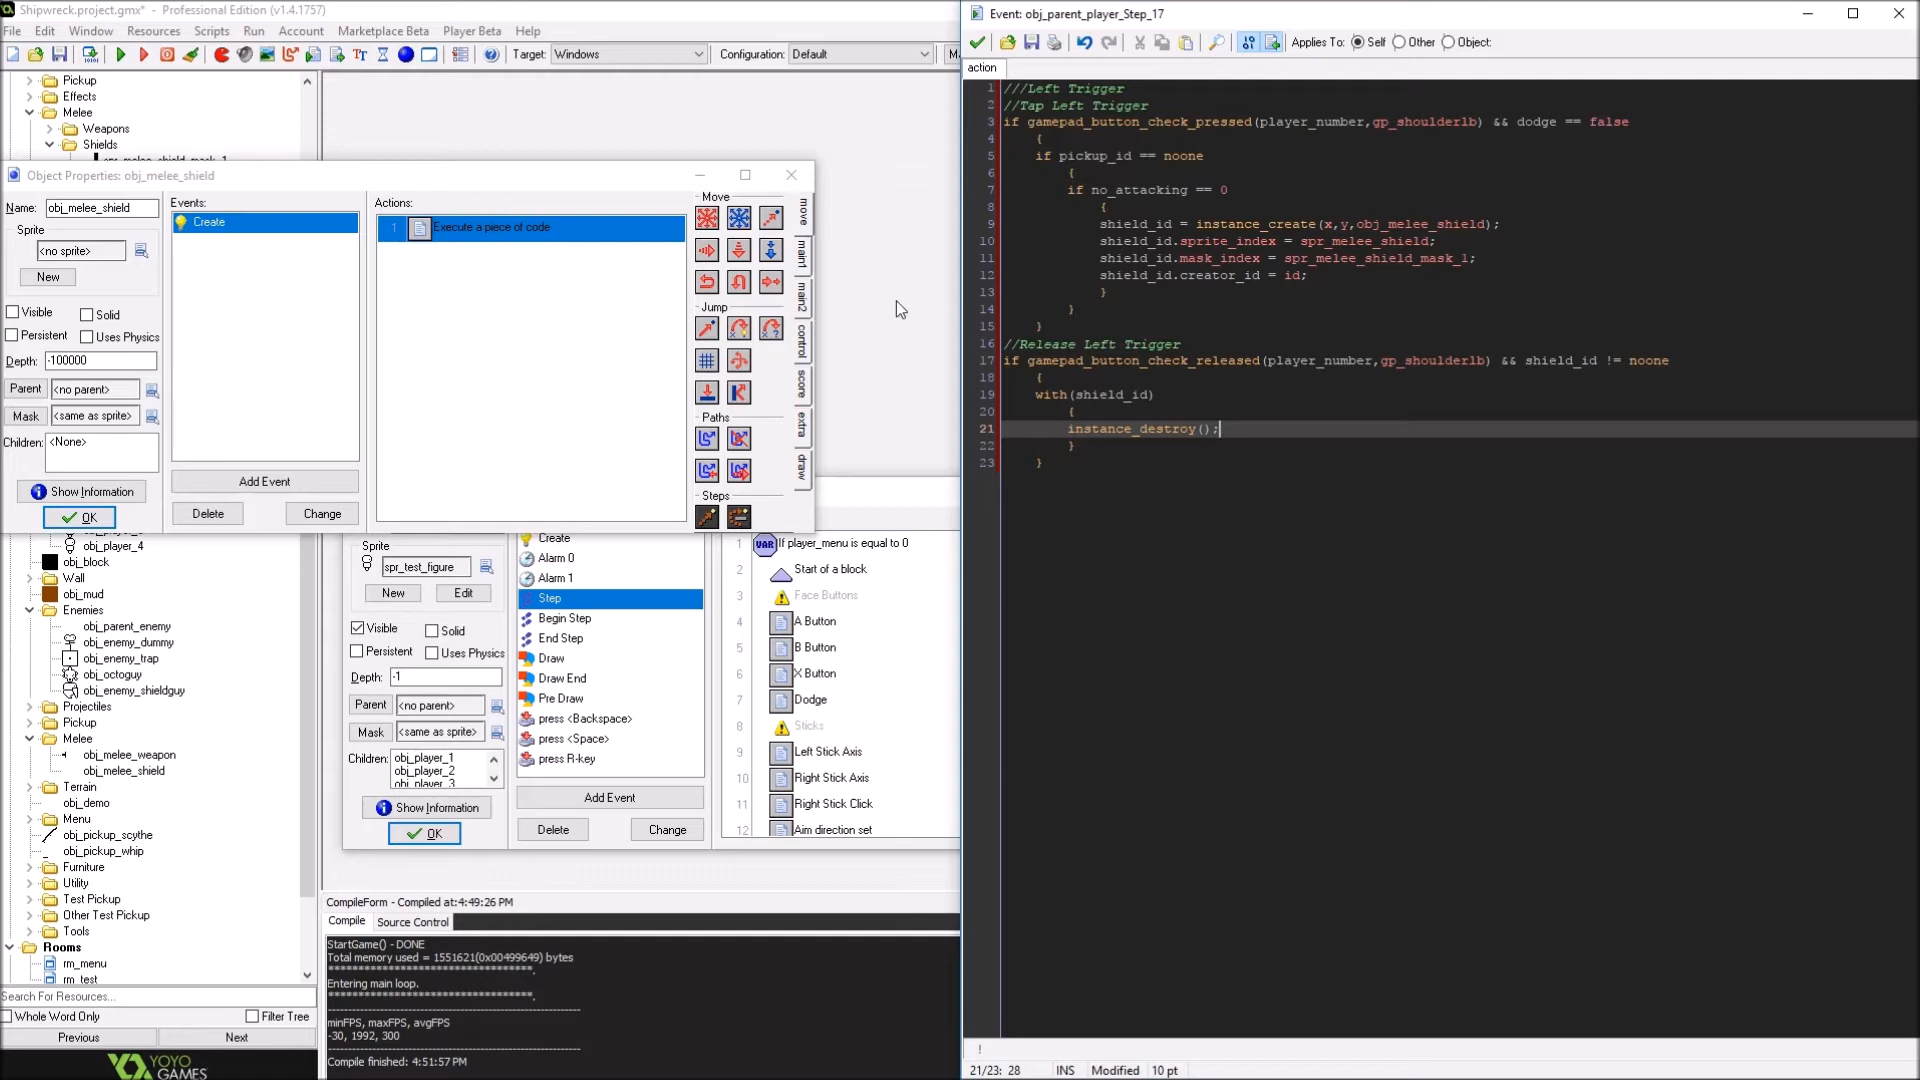 Shipwreck.project.gmx* - Professional Edition (v1.4.1757)
File Edit Window Resources Scripts Run Account Marketplace Beta Player Beta Help
Target: Windows Configuration: Default
Pickup
Effects
Melee
Weapons
Shields
spr_melee_shield_mask_1
Object Properties: obj_melee_shield
Name: obj_melee_shield
Sprite
<no sprite>
New
Visible Solid
Persistent Uses Physics
Depth: -100000
Parent <no parent>
Mask <same as sprite>
Children: <None>
Show Information
OK
Events:
Create
Add Event
Delete Change
Actions:
1 Execute a piece of code
Move
Jump
Paths
Steps
move
main1
main2
control
score
extra
draw
obj_player_4
obj_block
Wall
obj_mud
Enemies
obj_parent_enemy
obj_enemy_dummy
obj_enemy_trap
obj_octoguy
obj_enemy_shieldguy
Projectiles
Pickup
Melee
obj_melee_weapon
obj_melee_shield
Terrain
obj_demo
Menu
obj_pickup_scythe
obj_pickup_whip
Furniture
Utility
Test Pickup
Other Test Pickup
Tools
Rooms
rm_menu
rm_test
Search For Resources...
Whole Word Only Filter Tree
Previous Next
YOYO
GAMES
Sprite
spr_test_figure
New Edit
Visible Solid
Persistent Uses Physics
Depth: -1
Parent <no parent>
Mask <same as sprite>
Children: obj_player_1
obj_player_2
obj_player_3
Show Information
OK
Create
Alarm 0
Alarm 1
Step
Begin Step
End Step
Draw
Draw End
Pre Draw
press <Backspace>
press <Space>
press R-key
Add Event
Delete Change
1 VAR If player_menu is equal to 0
2 Start of a block
3 Face Buttons
4 A Button
5 B Button
6 X Button
7 Dodge
8 Sticks
9 Left Stick Axis
10 Right Stick Axis
11 Right Stick Click
12 Aim direction set
CompileForm - Compiled at:4:49:26 PM
Compile Source Control
StartGame() - DONE
Total memory used = 1551621(0x00499649) bytes
**********************************.
Entering main loop.
**********************************.
minFPS, maxFPS, avgFPS
-30, 1992, 300
Compile finished: 4:51:57 PM
Event: obj_parent_player_Step_17
Applies To: Self Other Object:
action
1 ///Left Trigger
2 //Tap Left Trigger
3 if gamepad_button_check_pressed(player_number,gp_shoulderlb) && dodge == false
4 {
5 if pickup_id == noone
6 {
7 if no_attacking == 0
8 {
9 shield_id = instance_create(x,y,obj_melee_shield);
10 shield_id.sprite_index = spr_melee_shield;
11 shield_id.mask_index = spr_melee_shield_mask_1;
12 shield_id.creator_id = id;
13 }
14 }
15 }
16 //Release Left Trigger
17 if gamepad_button_check_released(player_number,gp_shoulderlb) && shield_id != noone
18 {
19 with(shield_id)
20 {
21 instance_destroy();
22 }
23 }
!
21/23: 28 INS Modified 10 pt